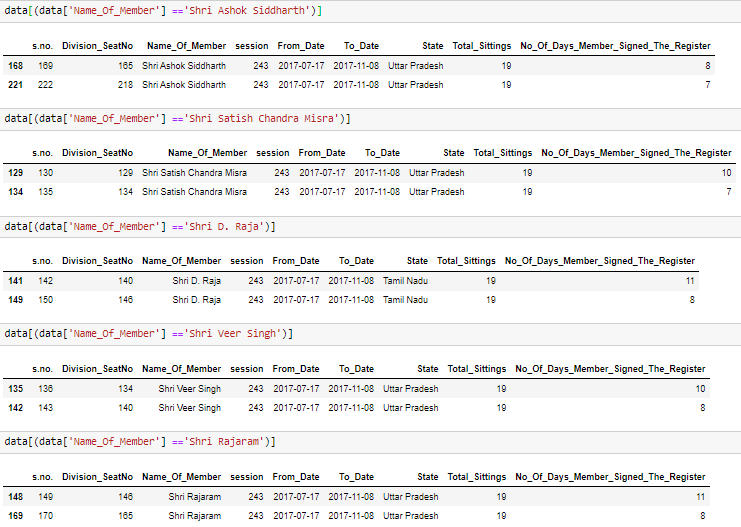 data[(data['Name_Of_Member'] =='Shri Ashok Siddharth')]
s.no. Division_SeatNo Name_Of_Member session From_Date To_Date State Total_Sittings No_Of_Days_Member_Signed_The_Register
168 169 165 Shri Ashok Siddharth 243 2017-07-17 2017-11-08 Uttar Pradesh 19 8
221 222 218 Shri Ashok Siddharth 243 2017-07-17 2017-11-08 Uttar Pradesh 19 7
data[(data['Name_Of_Member'] =='Shri Satish Chandra Misra')]
s.no. Division_SeatNo Name_Of_Member session From_Date To_Date State Total_Sittings No_Of_Days_Member_Signed_The_Register
129 130 129 Shri Satish Chandra Misra 243 2017-07-17 2017-11-08 Uttar Pradesh 19 10
134 135 134 Shri Satish Chandra Misra 243 2017-07-17 2017-11-08 Uttar Pradesh 19 7
data[(data['Name_Of_Member'] =='Shri D. Raja')]
s.no. Division_SeatNo Name_Of_Member session From_Date To_Date State Total_Sittings No_Of_Days_Member_Signed_The_Register
141 142 140 Shri D. Raja 243 2017-07-17 2017-11-08 Tamil Nadu 19 11
149 150 146 Shri D. Raja 243 2017-07-17 2017-11-08 Tamil Nadu 19 8
data[(data['Name_Of_Member'] =='Shri Veer Singh')]
s.no. Division_SeatNo Name_Of_Member session From_Date To_Date State Total_Sittings No_Of_Days_Member_Signed_The_Register
135 136 134 Shri Veer Singh 243 2017-07-17 2017-11-08 Uttar Pradesh 19 10
142 143 140 Shri Veer Singh 243 2017-07-17 2017-11-08 Uttar Pradesh 19 8
data[(data['Name_Of_Member'] =='Shri Rajaram')]
s.no. Division_SeatNo Name_Of_Member session From_Date To_Date State Total_Sittings No_Of_Days_Member_Signed_The_Register
148 149 146 Shri Rajaram 243 2017-07-17 2017-11-08 Uttar Pradesh 19 11
169 170 165 Shri Rajaram 243 2017-07-17 2017-11-08 Uttar Pradesh 19 8